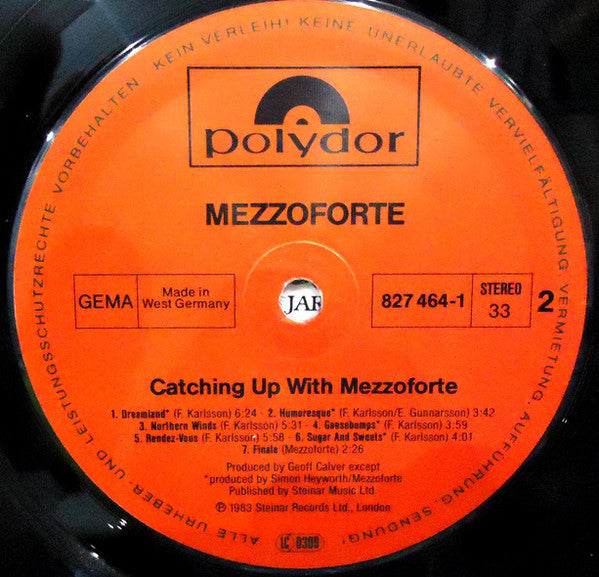 ALLE URHEBER- UND LEISTUNGSSCHUTZRECHTE VORBEHALTEN KEIN VERLEIH! KEINE UNERLAUBTE VERVIELFÄLTIGUNG, VERMIETUNG, AUFFÜHRUNG, SENDUNG!
polydor
MEZZOFORTE
GEMA
Made in
West Germany
JAF
827 464-1
STEREO
33
2
Catching Up With Mezzoforte
1. Dreamland* (F. Karlsson) 6:24 · 2. Humoresque* (F. Karlsson/E. Gunnarsson) 3:42
3. Northern Winds (F. Karlsson) 5:31 · 4. Goosebumps* (F. Karlsson) 3:59
5. Rendez-Vous (F. Karlsson) 5:58 · 6. Sugar And Sweets* (F. Karlsson) 4:01
7. Finale (Mezzoforte) 2:26
Produced by Geoff Calver except
*produced by Simon Heyworth/Mezzoforte
Published by Steinar Music Ltd.
℗ 1983 Steinar Records Ltd., London
LC 0309